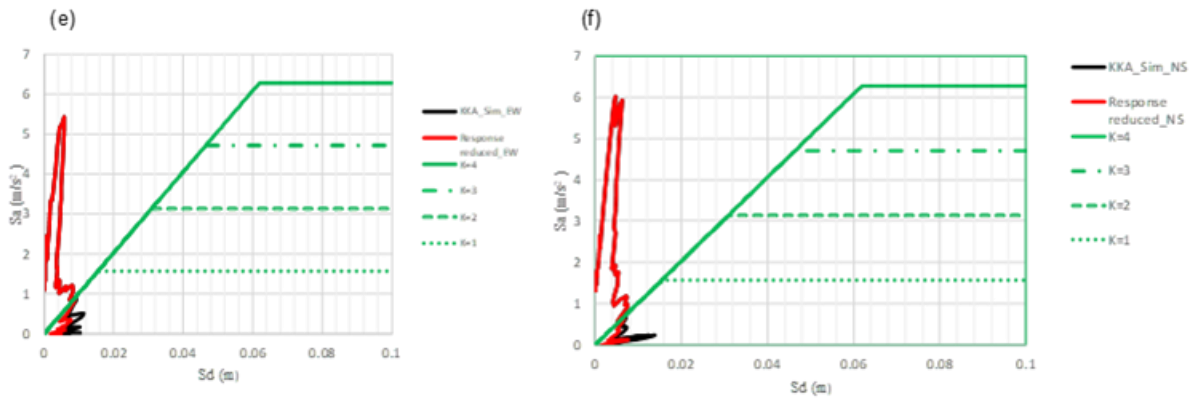 (e)
7
6
5
4
3
2
1
0
Sa (m/s²)
0
0.02
0.04
0.06
0.08
0.1
Sd (m)
KKA_Sim_EW
Response
reduced_EW
K=4
K=3
K=2
K=1
(f)
7
6
5
4
3
2
1
0
Sa (m/s²)
0
0.02
0.04
0.06
0.08
0.1
Sd (m)
KKA_Sim_NS
Response
reduced_NS
K=4
K=3
K=2
K=1